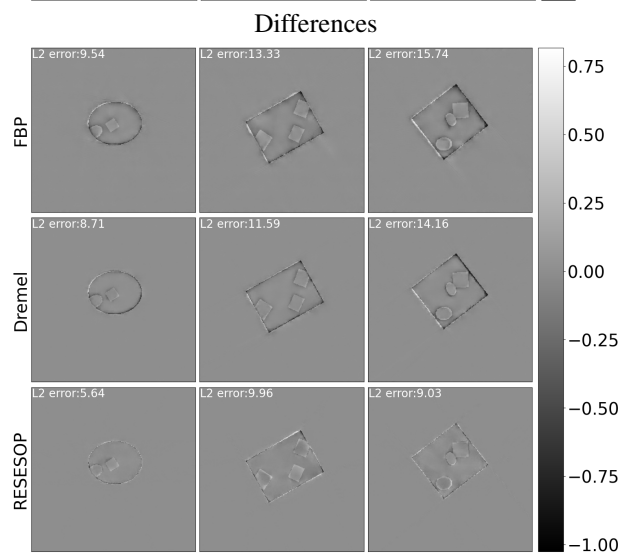 Differences
FBP
L2 error:9.54
L2 error:13.33
L2 error:15.74
Dremel
L2 error:8.71
L2 error:11.59
L2 error:14.16
RESESOP
L2 error:5.64
L2 error:9.96
L2 error:9.03
0.75
0.50
0.25
0.00
−0.25
−0.50
−0.75
−1.00